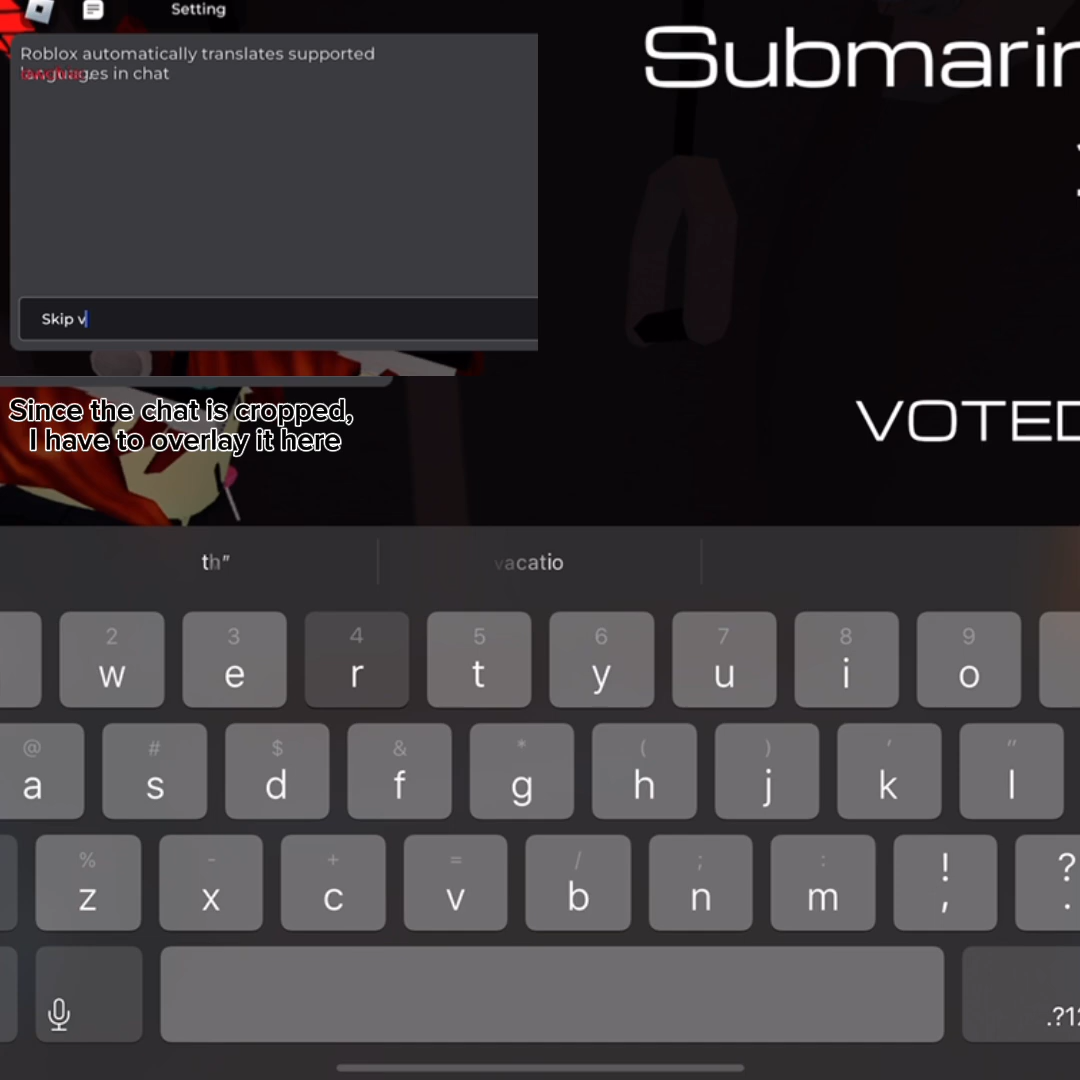 Setting
Roblox automatically translates supported
languages in chat
Submarin
Skip v
Since the chat is cropped,
I have to overlay it here
VOTED
th"
vacatio
2 3 4 5 6 7 8 9
w e r t y u i o
@ # $ & * ( ) ' "
a s d f g h j k l
% - + = / ; : ! ?
z x c v b n m , .
.?12